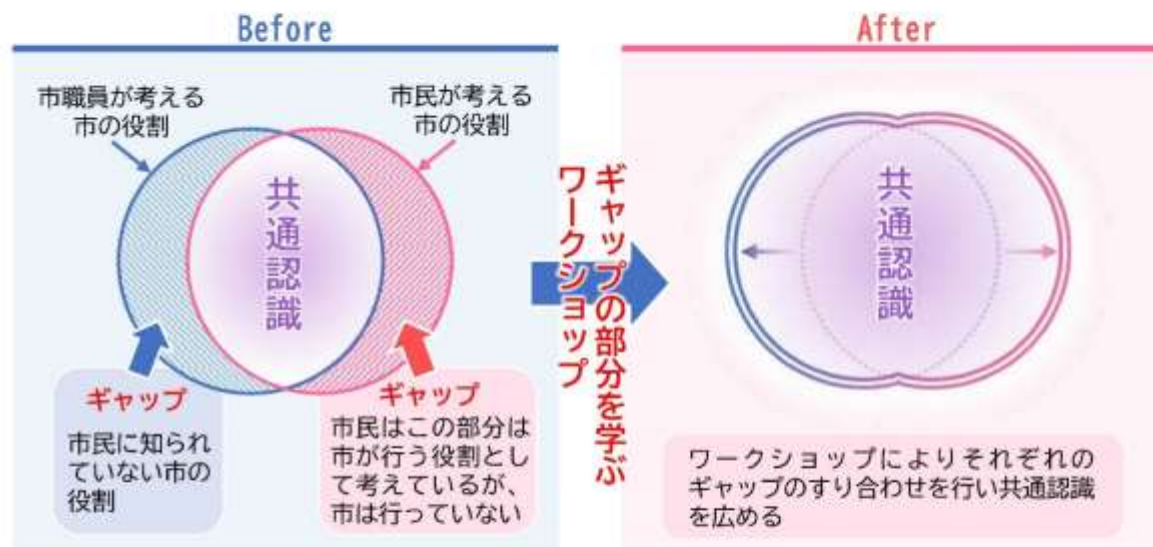 Before
市職員が考える
市の役割
市民が考える
市の役割
共通認識
ギャップ
市民に知られ
ていない市の
役割
ギャップ
市民はこの部分は
市が行う役割とし
て考えているが、
市は行っていない
ギャップの部分を学ぶ
ワークショップ
After
共通認識
ワークショップによりそれぞれの
ギャップのすり合わせを行い共通認識
を広める